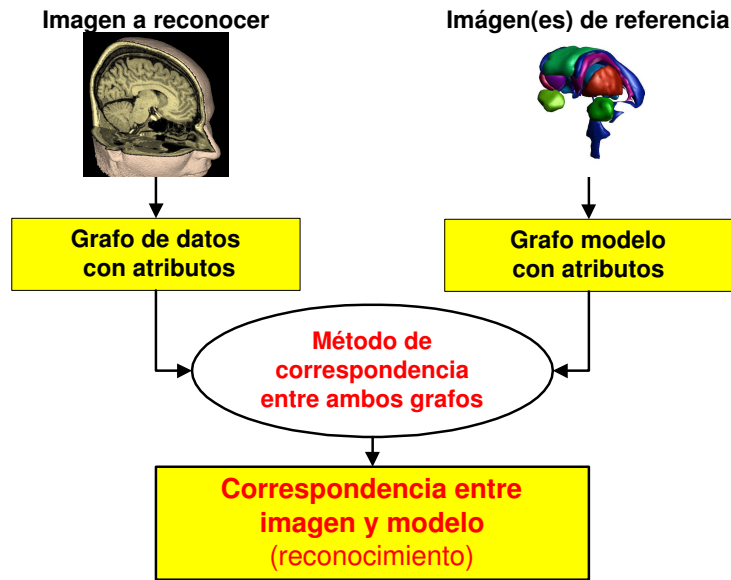 Imagen a reconocer
Imágen(es) de referencia
Grafo de datos
con atributos
Grafo modelo
con atributos
Método de
correspondencia
entre ambos grafos
Correspondencia entre
imagen y modelo
(reconocimiento)